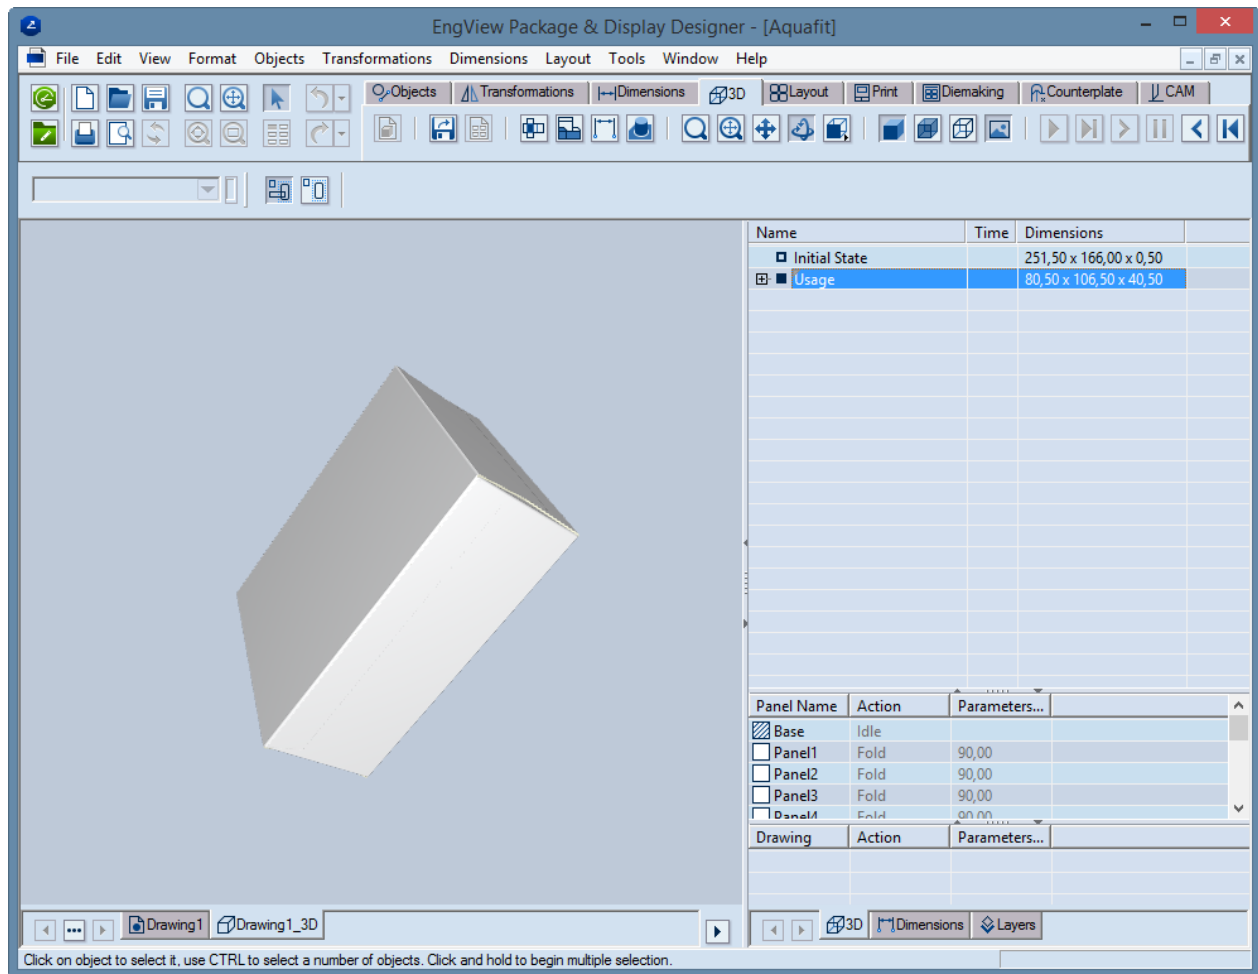 EngView Package & Display Designer - [Aquafit]
File Edit View Format Objects Transformations Dimensions Layout Tools Window Help
Objects Transformations Dimensions 3D Layout Print Diemaking Counterplate CAM
Name Time Dimensions
Initial State 251,50 x 166,00 x 0,50
Usage 80,50 x 106,50 x 40,50
Panel Name Action Parameters...
Base Idle
Panel1 Fold 90,00
Panel2 Fold 90,00
Panel3 Fold 90,00
Panel4 Fold 90,00
Drawing Action Parameters...
Drawing1 Drawing1_3D 3D Dimensions Layers
Click on object to select it, use CTRL to select a number of objects. Click and hold to begin multiple selection.